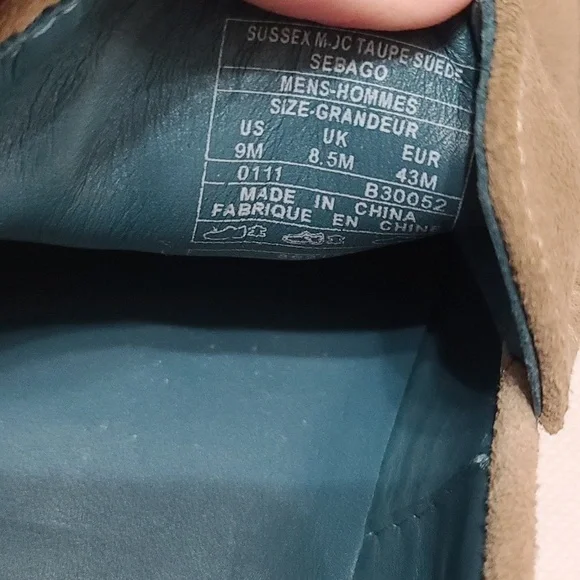 SUSSEX M-JC TAUPE SUEDE
SEBAGO
MENS-HOMMES
SIZE-GRANDEUR
US UK EUR
9M 8.5M 43M
0111 B30052
MADE IN CHINA
FABRIQUE EN CHINE